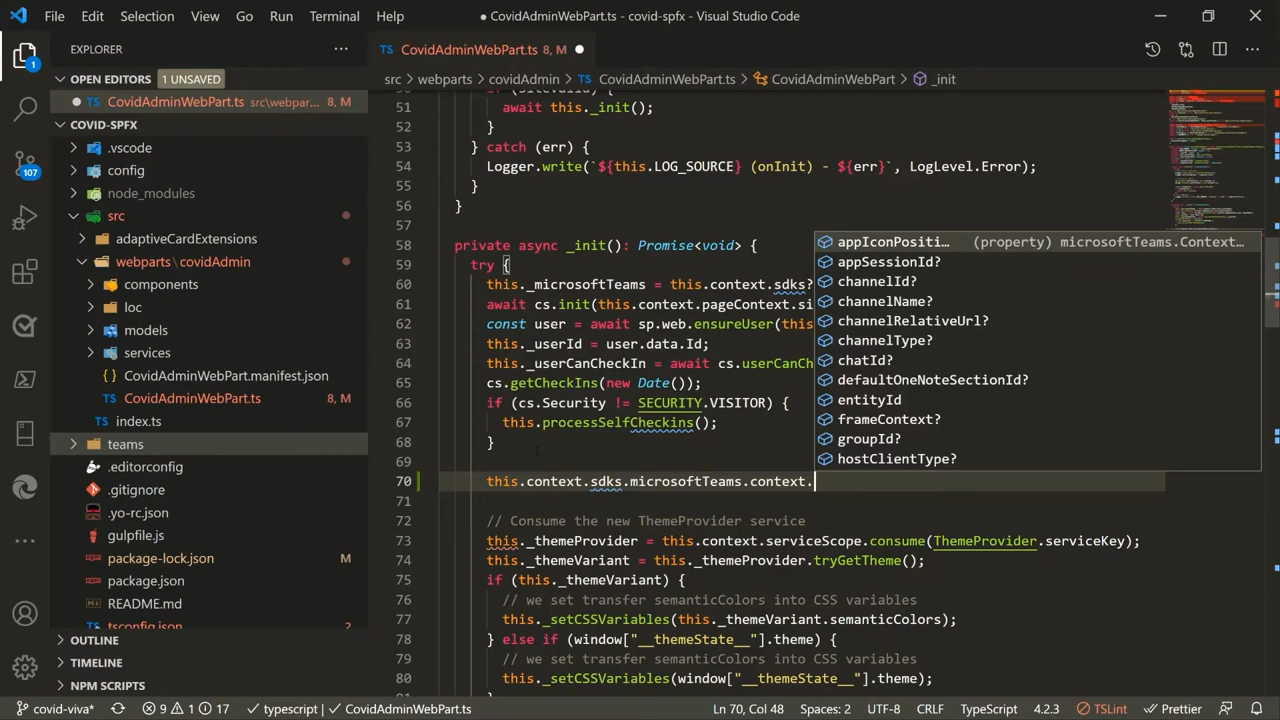 File Edit Selection View Go Run Terminal Help ● CovidAdminWebPart.ts - covid-spfx - Visual Studio Code
EXPLORER ···
TS CovidAdminWebPart.ts 8, M ●
OPEN EDITORS 1 UNSAVED
● TS CovidAdminWebPart.ts src\webpar... 8, M
COVID-SPFX
.vscode
config
node_modules
src
adaptiveCardExtensions
webparts \ covidAdmin
components
loc
models
services
{} CovidAdminWebPart.manifest.json
TS CovidAdminWebPart.ts 8, M
TS index.ts
teams
.editorconfig
.gitignore
.yo-rc.json
gulpfile.js
package-lock.json M
package.json
README.md
tsconfig.json 2
OUTLINE
TIMELINE
NPM SCRIPTS
1
107
src > webparts > covidAdmin > TS CovidAdminWebPart.ts > CovidAdminWebPart > _init
51 await this._init();
52 }
53 } catch (err) {
54 Logger.write(`${this.LOG_SOURCE} (onInit) - ${err}`, LogLevel.Error);
55 }
56 }
57
58 private async _init(): Promise<void> {
59 try {
60 this._microsoftTeams = this.context.sdks?
61 await cs.init(this.context.pageContext.si
62 const user = await sp.web.ensureUser(this
63 this._userId = user.data.Id;
64 this._userCanCheckIn = await cs.userCanCh
65 cs.getCheckIns(new Date());
66 if (cs.Security != SECURITY.VISITOR) {
67 this.processSelfCheckins();
68 }
69
70 this.context.sdks.microsoftTeams.context.
71
72 // Consume the new ThemeProvider service
73 this._themeProvider = this.context.serviceScope.consume(ThemeProvider.serviceKey);
74 this._themeVariant = this._themeProvider.tryGetTheme();
75 if (this._themeVariant) {
76 // we set transfer semanticColors into CSS variables
77 this._setCSSVariables(this._themeVariant.semanticColors);
78 } else if (window["__themeState__"].theme) {
79 // we set transfer semanticColors into CSS variables
80 this._setCSSVariables(window["__themeState__"].theme);
appIconPositi... (property) microsoftTeams.Context...
appSessionId?
channelId?
channelName?
channelRelativeUrl?
channelType?
chatId?
defaultOneNoteSectionId?
entityId
frameContext?
groupId?
hostClientType?
covid-viva* 9 1 17 typescript CovidAdminWebPart.ts Ln 70, Col 48 Spaces: 2 UTF-8 CRLF TypeScript 4.2.3 TSLint Prettier